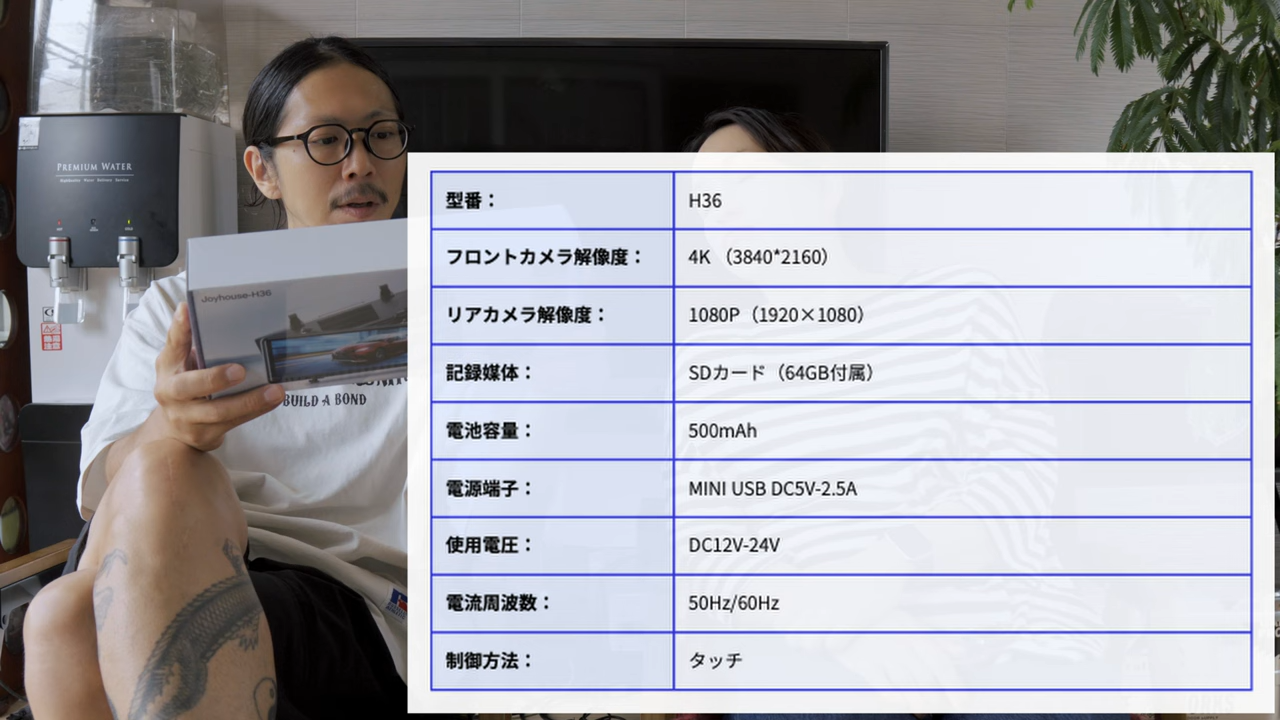 PREMIUM WATER
Joyhouse-H36
BUILD A BOND
型番： H36
フロントカメラ解像度： 4K （3840*2160）
リアカメラ解像度： 1080P（1920×1080）
記録媒体： SDカード（64GB付属）
電池容量： 500mAh
電源端子： MINI USB DC5V-2.5A
使用電圧： DC12V-24V
電流周波数： 50Hz/60Hz
制御方法： タッチ